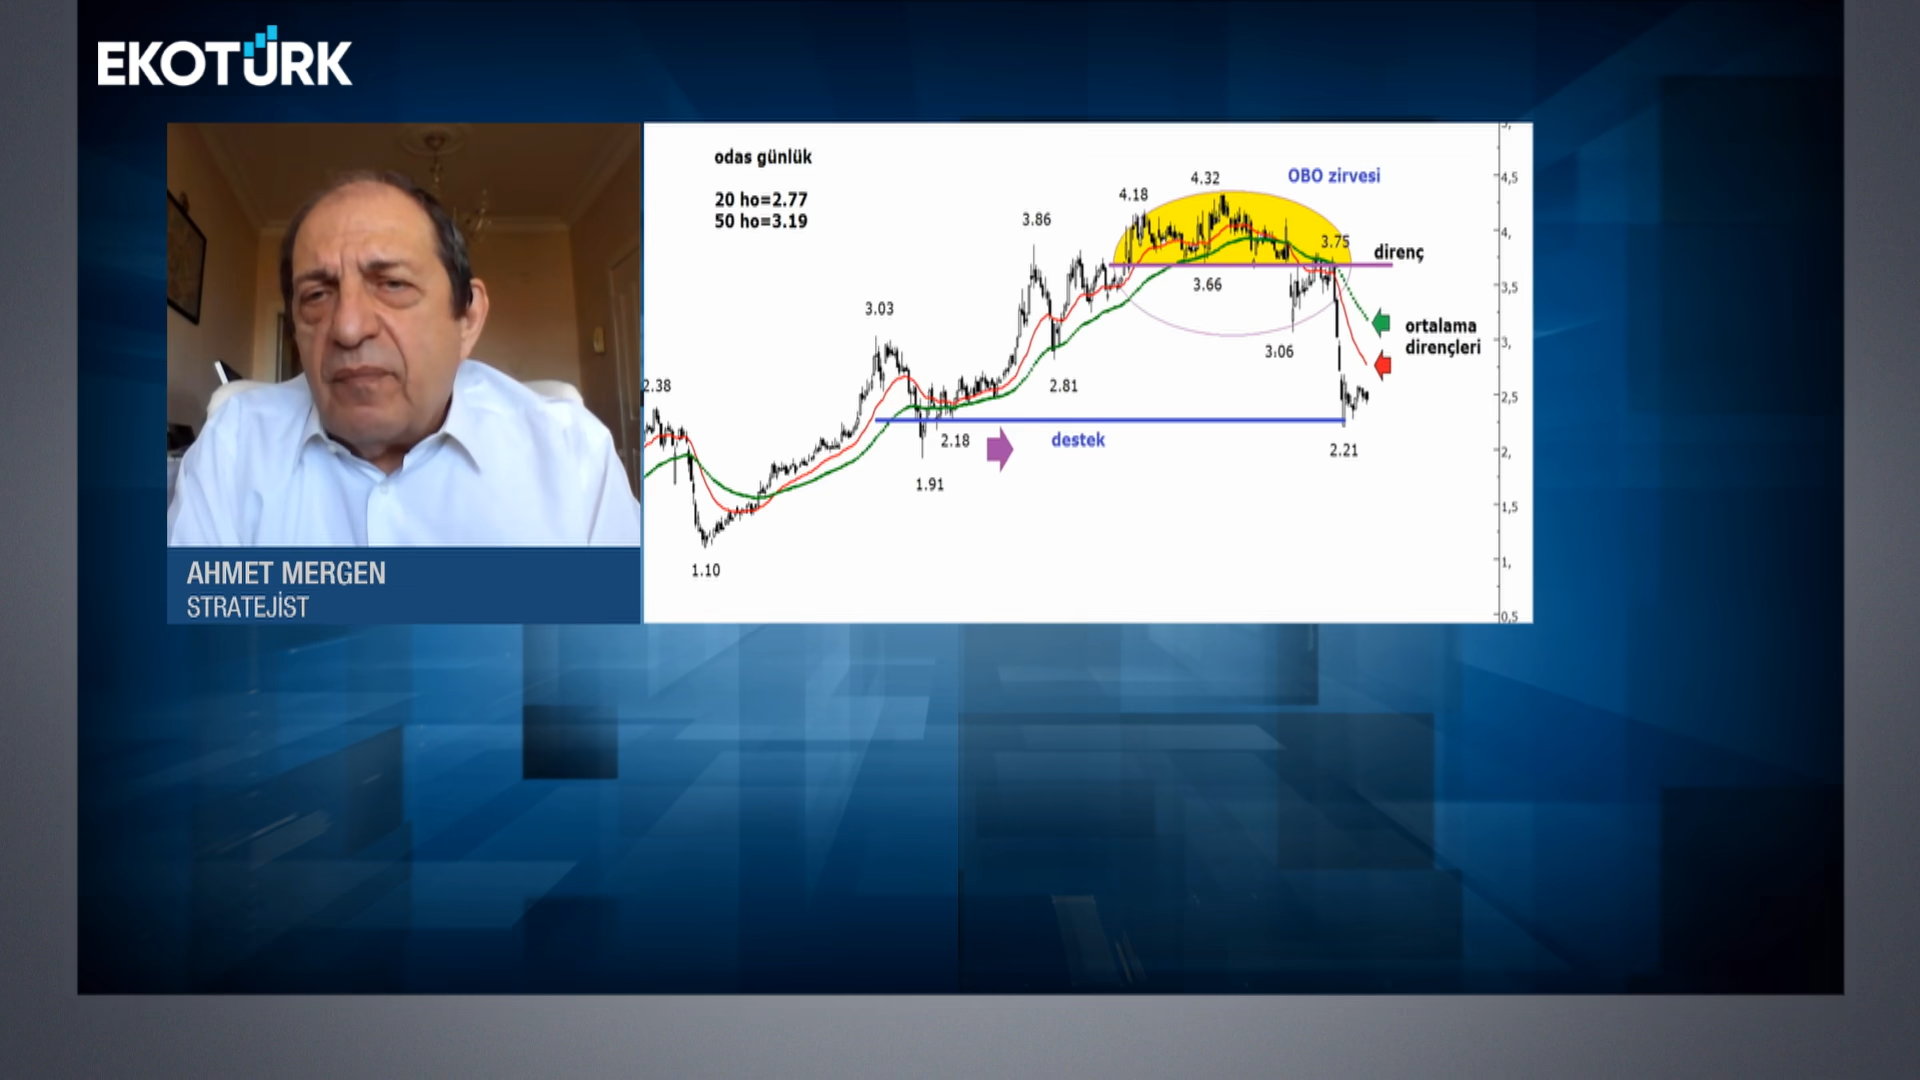 EKOTÜRK
odas günlük
20 ho=2.77
50 ho=3.19
OBO zirvesi
4.32
4.18
3.86
3.75
direnç
3.66
3.03
ortalama
dirençleri
3.06
2.38
2.81
2.18
destek
2.21
1.91
1.10
4,5
4,
3,5
3,
2,5
2,
1,5
1,
0,5
AHMET MERGEN
STRATEJİST